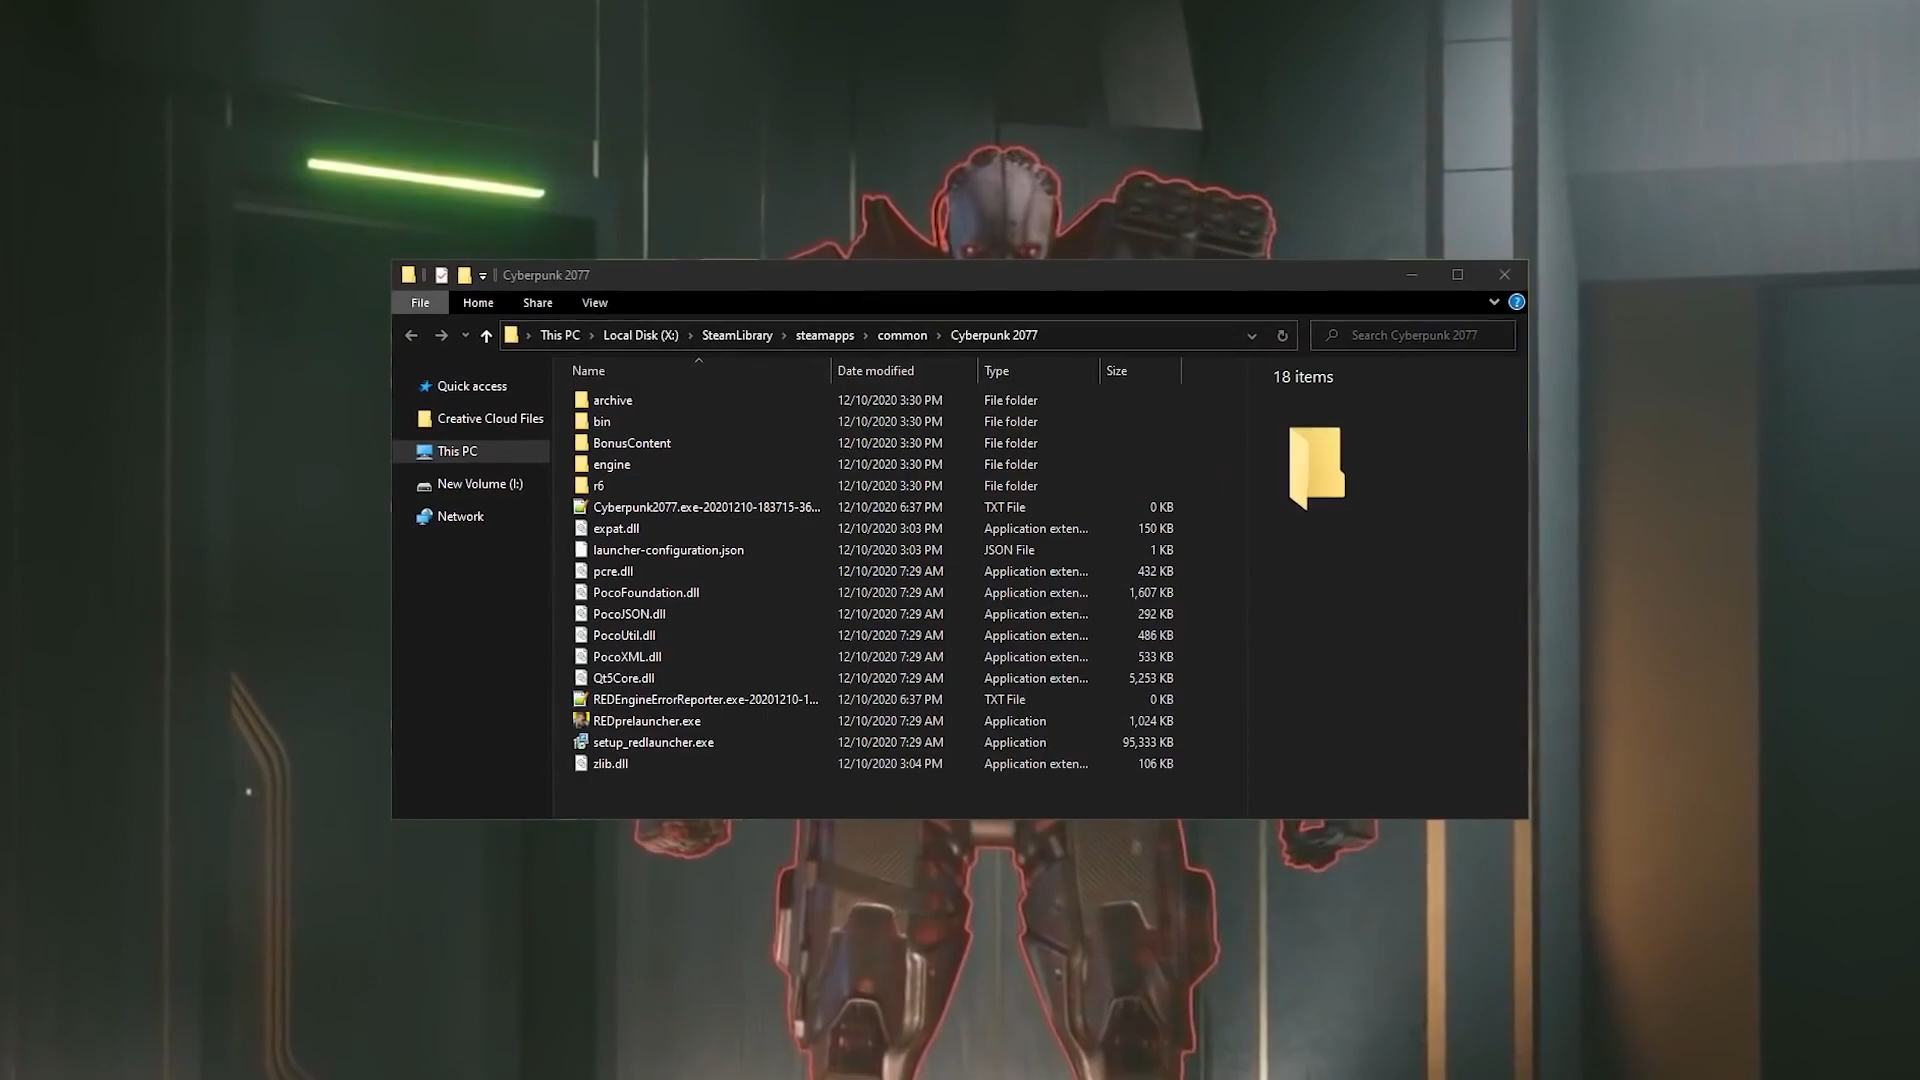 Cyberpunk 2077
File Home Share View
This PC Local Disk (X:) SteamLibrary steamapps common Cyberpunk 2077 Search Cyberpunk 2077
Quick access
Creative Cloud Files
This PC
New Volume (I:)
Network
Name Date modified Type Size
archive 12/10/2020 3:30 PM File folder
bin 12/10/2020 3:30 PM File folder
BonusContent 12/10/2020 3:30 PM File folder
engine 12/10/2020 3:30 PM File folder
r6 12/10/2020 3:30 PM File folder
Cyberpunk2077.exe-20201210-183715-36... 12/10/2020 6:37 PM TXT File 0 KB
expat.dll 12/10/2020 3:03 PM Application exten... 150 KB
launcher-configuration.json 12/10/2020 3:03 PM JSON File 1 KB
pcre.dll 12/10/2020 7:29 AM Application exten... 432 KB
PocoFoundation.dll 12/10/2020 7:29 AM Application exten... 1,607 KB
PocoJSON.dll 12/10/2020 7:29 AM Application exten... 292 KB
PocoUtil.dll 12/10/2020 7:29 AM Application exten... 486 KB
PocoXML.dll 12/10/2020 7:29 AM Application exten... 533 KB
Qt5Core.dll 12/10/2020 7:29 AM Application exten... 5,253 KB
REDEngineErrorReporter.exe-20201210-1... 12/10/2020 6:37 PM TXT File 0 KB
REDprelauncher.exe 12/10/2020 7:29 AM Application 1,024 KB
setup_redlauncher.exe 12/10/2020 7:29 AM Application 95,333 KB
zlib.dll 12/10/2020 3:04 PM Application exten... 106 KB
18 items